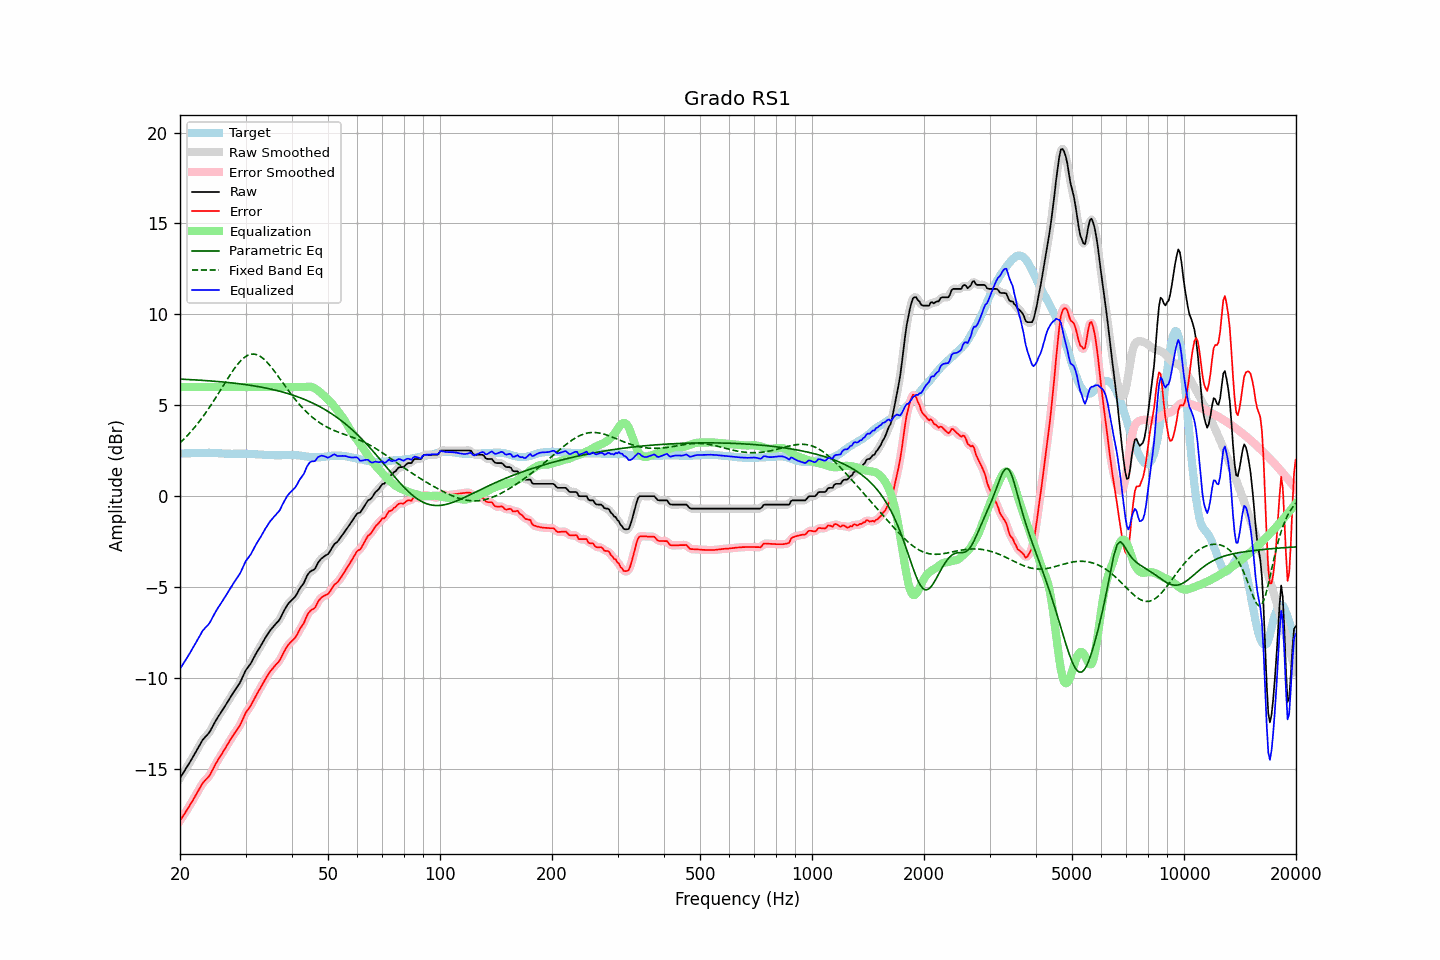 Grado RS1
Target
Raw Smoothed
Error Smoothed
Raw
Error
Equalization
Parametric Eq
Fixed Band Eq
Equalized
20
15
10
5
0
−5
−10
−15
Amplitude (dBr)
20 50 100 200 500 1000 2000 5000 10000 20000
Frequency (Hz)